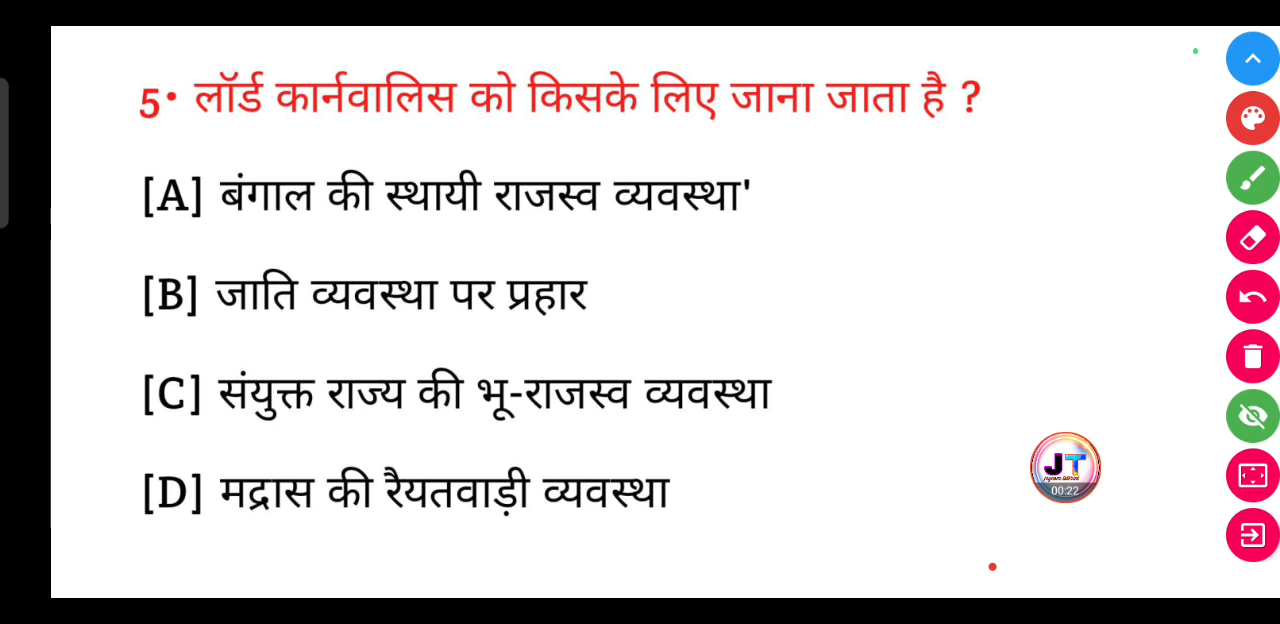 5• लॉर्ड कार्नवालिस को किसके लिए जाना जाता है ?
[A] बंगाल की स्थायी राजस्व व्यवस्था'
[B] जाति व्यवस्था पर प्रहार
[C] संयुक्त राज्य की भू-राजस्व व्यवस्था
[D] मद्रास की रैयतवाड़ी व्यवस्था
JT
00:22